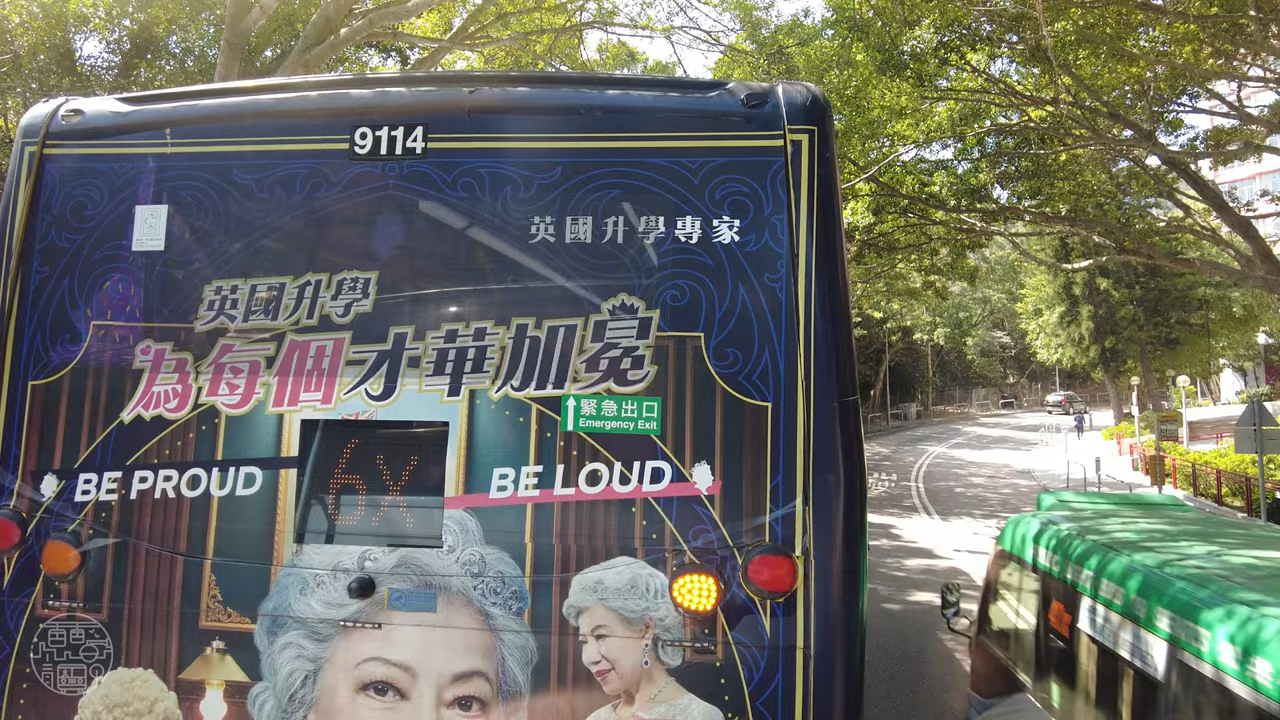 9114
英國升學專家
英國升學
為每個才華加冕
緊急出口
Emergency Exit
6X
BE PROUD
BE LOUD